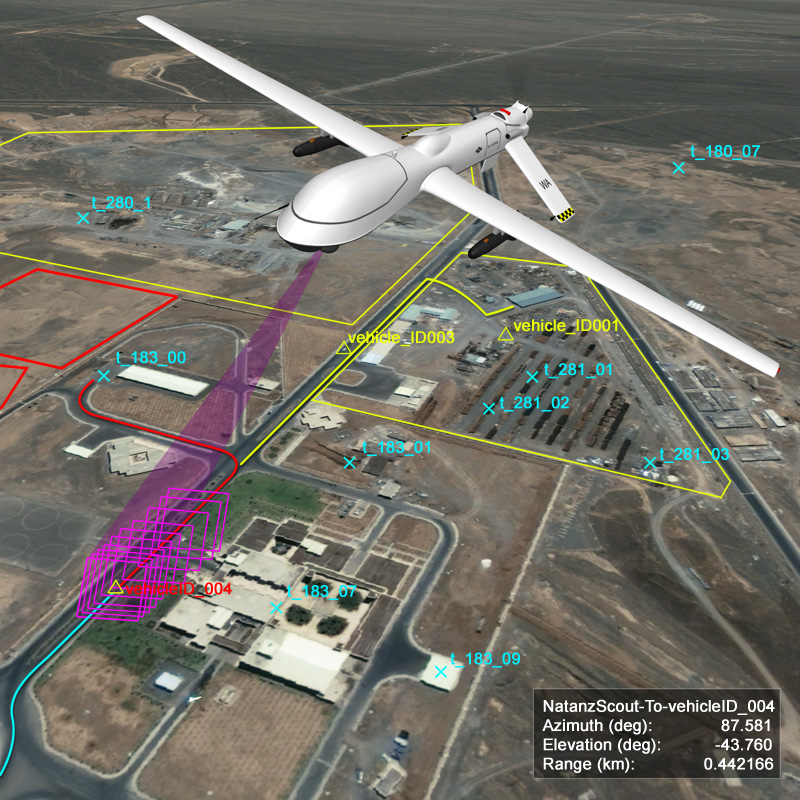 WA
t_180_07
t_280_1
vehicle_ID003
vehicle_ID001
t_183_00
t_281_01
t_281_02
t_183_01
t_281_03
vehicleID_004
t_183_07
t_183_09
NatanzScout-To-vehicleID_004
Azimuth (deg): 87.581
Elevation (deg): -43.760
Range (km): 0.442166